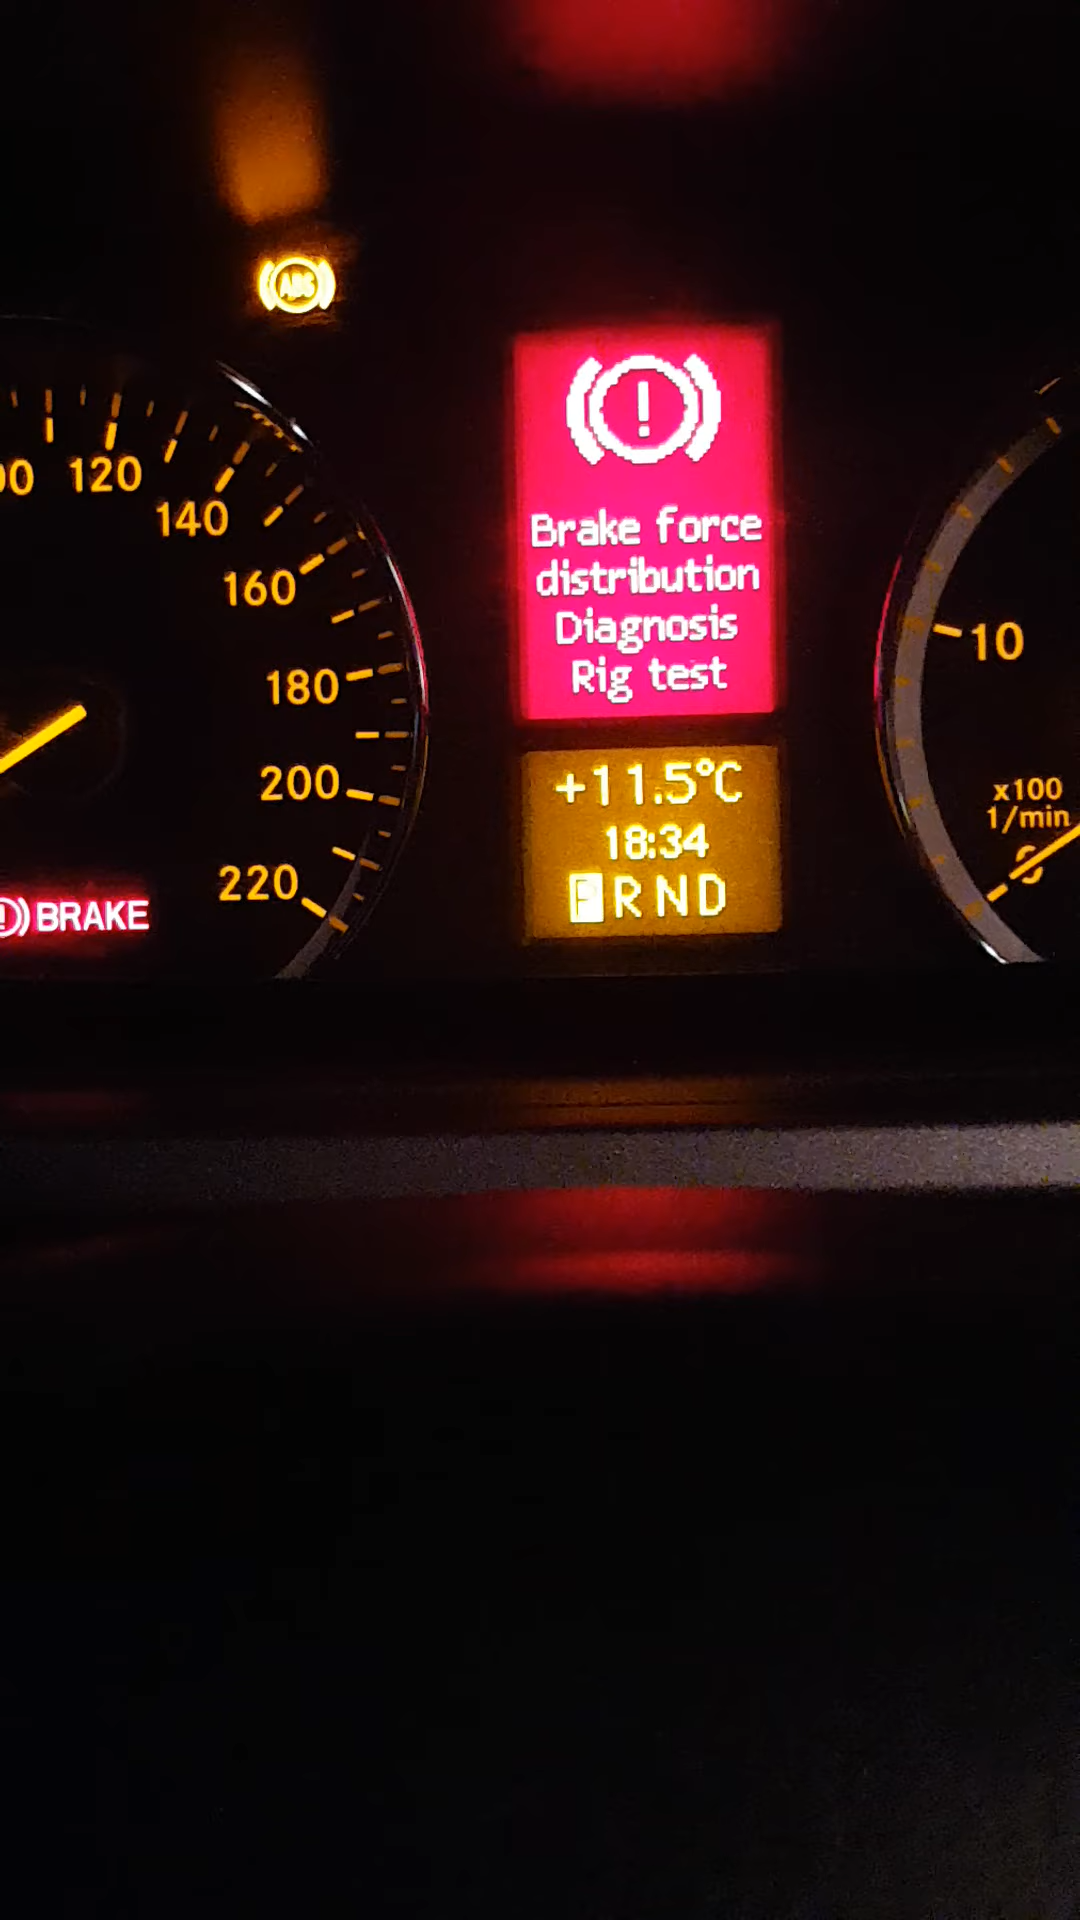 ABS
120
140
160
180
200
220
BRAKE
!
Brake force
distribution
Diagnosis
Rig test
+11.5°C
18:34
P R N D
10
x100
1/min
0